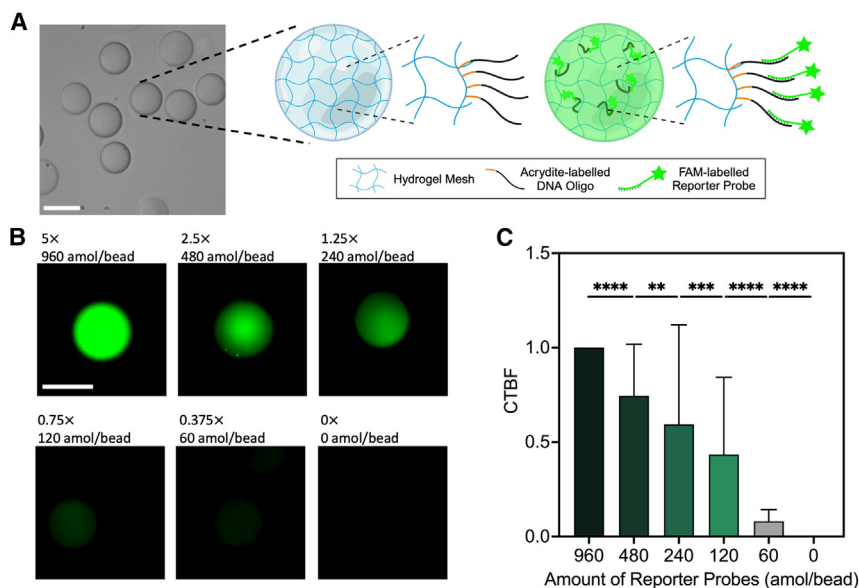 A
Hydrogel Mesh
Acrydite-labelled
DNA Oligo
FAM-labelled
Reporter Probe
B
5×
960 amol/bead
2.5×
480 amol/bead
1.25×
240 amol/bead
0.75×
120 amol/bead
0.375×
60 amol/bead
0×
0 amol/bead
C
1.5
1.0
0.5
0.0
CTBF
**** ** *** **** ****
960 480 240 120 60 0
Amount of Reporter Probes (amol/bead)